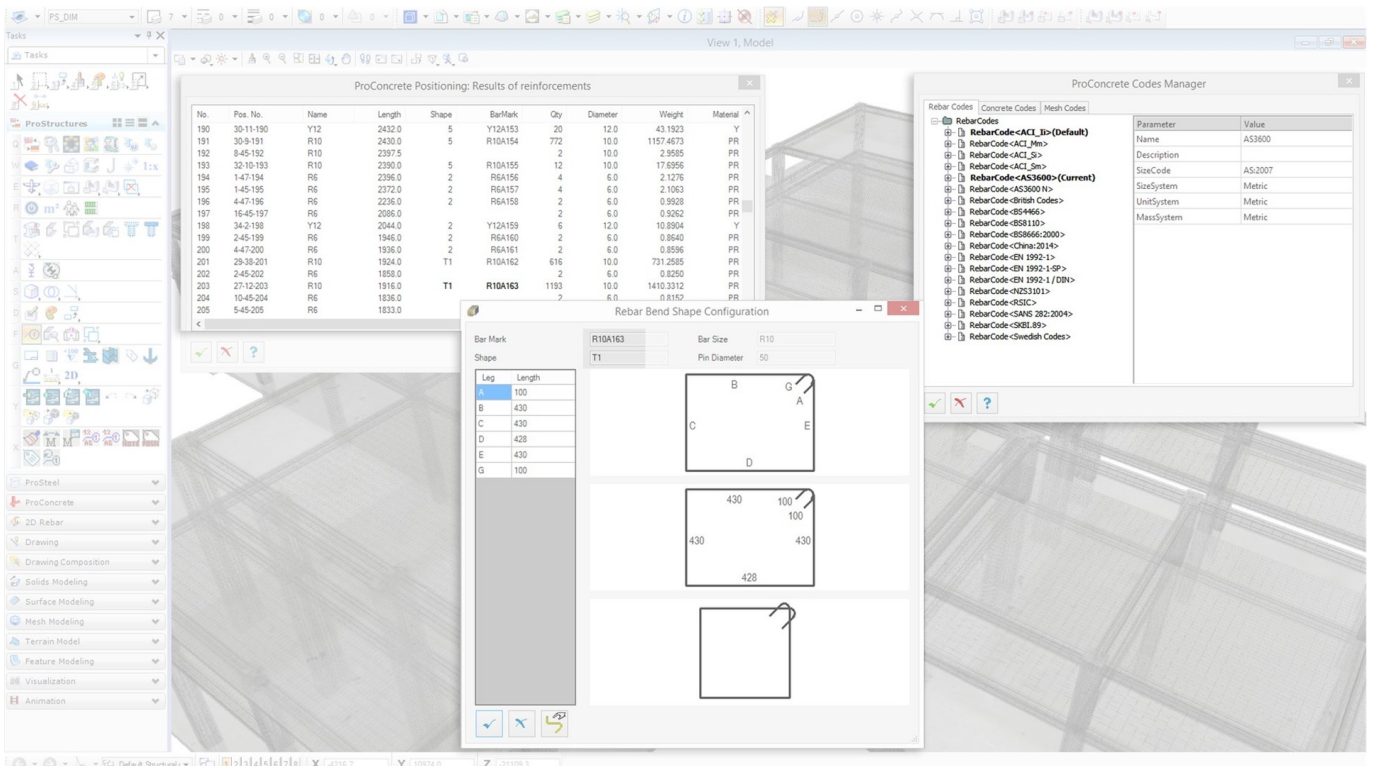 PS_DIM
Tasks
View 1, Model
Tasks
ProStructures
1:x
m³
2D
ProSteel
ProConcrete
2D Rebar
Drawing
Drawing Composition
Solids Modeling
Surface Modeling
Mesh Modeling
Terrain Model
Feature Modeling
Visualization
Animation
ProConcrete Positioning: Results of reinforcements
No. Pos. No. Name Length Shape BarMark Qty Diameter Weight Material
190 30-11-190 Y12 2432.0 5 Y12A153 20 12.0 43.1923 Y
191 30-9-191 R10 2430.0 5 R10A154 772 10.0 1157.4673 PR
192 8-45-192 R10 2397.5 2 10.0 2.9585 PR
193 32-10-193 R10 2390.0 5 R10A155 12 10.0 17.6956 PR
194 1-47-194 R6 2396.0 2 R6A156 4 6.0 2.1276 PR
195 1-45-195 R6 2372.0 2 R6A157 4 6.0 2.1063 PR
196 4-47-196 R6 2236.0 2 R6A158 2 6.0 0.9928 PR
197 16-45-197 R6 2086.0 2 6.0 0.9262 PR
198 34-2-198 Y12 2044.0 2 Y12A159 6 12.0 10.8904 Y
199 2-45-199 R6 1946.0 2 R6A160 2 6.0 0.8640 PR
200 4-47-200 R6 1936.0 2 R6A161 2 6.0 0.8596 PR
201 29-38-201 R10 1924.0 T1 R10A162 616 10.0 731.2585 PR
202 2-45-202 R6 1858.0 2 6.0 0.8250 PR
203 27-12-203 R10 1916.0 T1 R10A163 1193 10.0 1410.3312 PR
204 10-45-204 R6 1836.0 2 6.0 0.8152 PR
205 5-45-205 R6 1833.0
ProConcrete Codes Manager
Rebar Codes Concrete Codes Mesh Codes
RebarCodes
RebarCode<ACI_Ii>(Default)
RebarCode<ACI_Mm>
RebarCode<ACI_Si>
RebarCode<ACI_Sm>
RebarCode<AS3600>(Current)
RebarCode<AS3600 N>
RebarCode<British Codes>
RebarCode<BS4466>
RebarCode<BS8110>
RebarCode<BS8666:2000>
RebarCode<China:2014>
RebarCode<EN 1992-1>
RebarCode<EN 1992-1-SP>
RebarCode<EN 1992-1 / DIN>
RebarCode<NZS3101>
RebarCode<RSIC>
RebarCode<SANS 282:2004>
RebarCode<SKBI.89>
RebarCode<Swedish Codes>
Parameter Value
Name AS3600
Description
SizeCode AS:2007
SizeSystem Metric
UnitSystem Metric
MassSystem Metric
Rebar Bend Shape Configuration
Bar Mark R10A163 Bar Size R10
Shape T1 Pin Diameter 50
Leg Length
A 100
B 430
C 430
D 428
E 430
G 100
B G
A
C E
D
430 100
100
430 430
428
X -4216.7 Y 10974.0 Z -21109.3